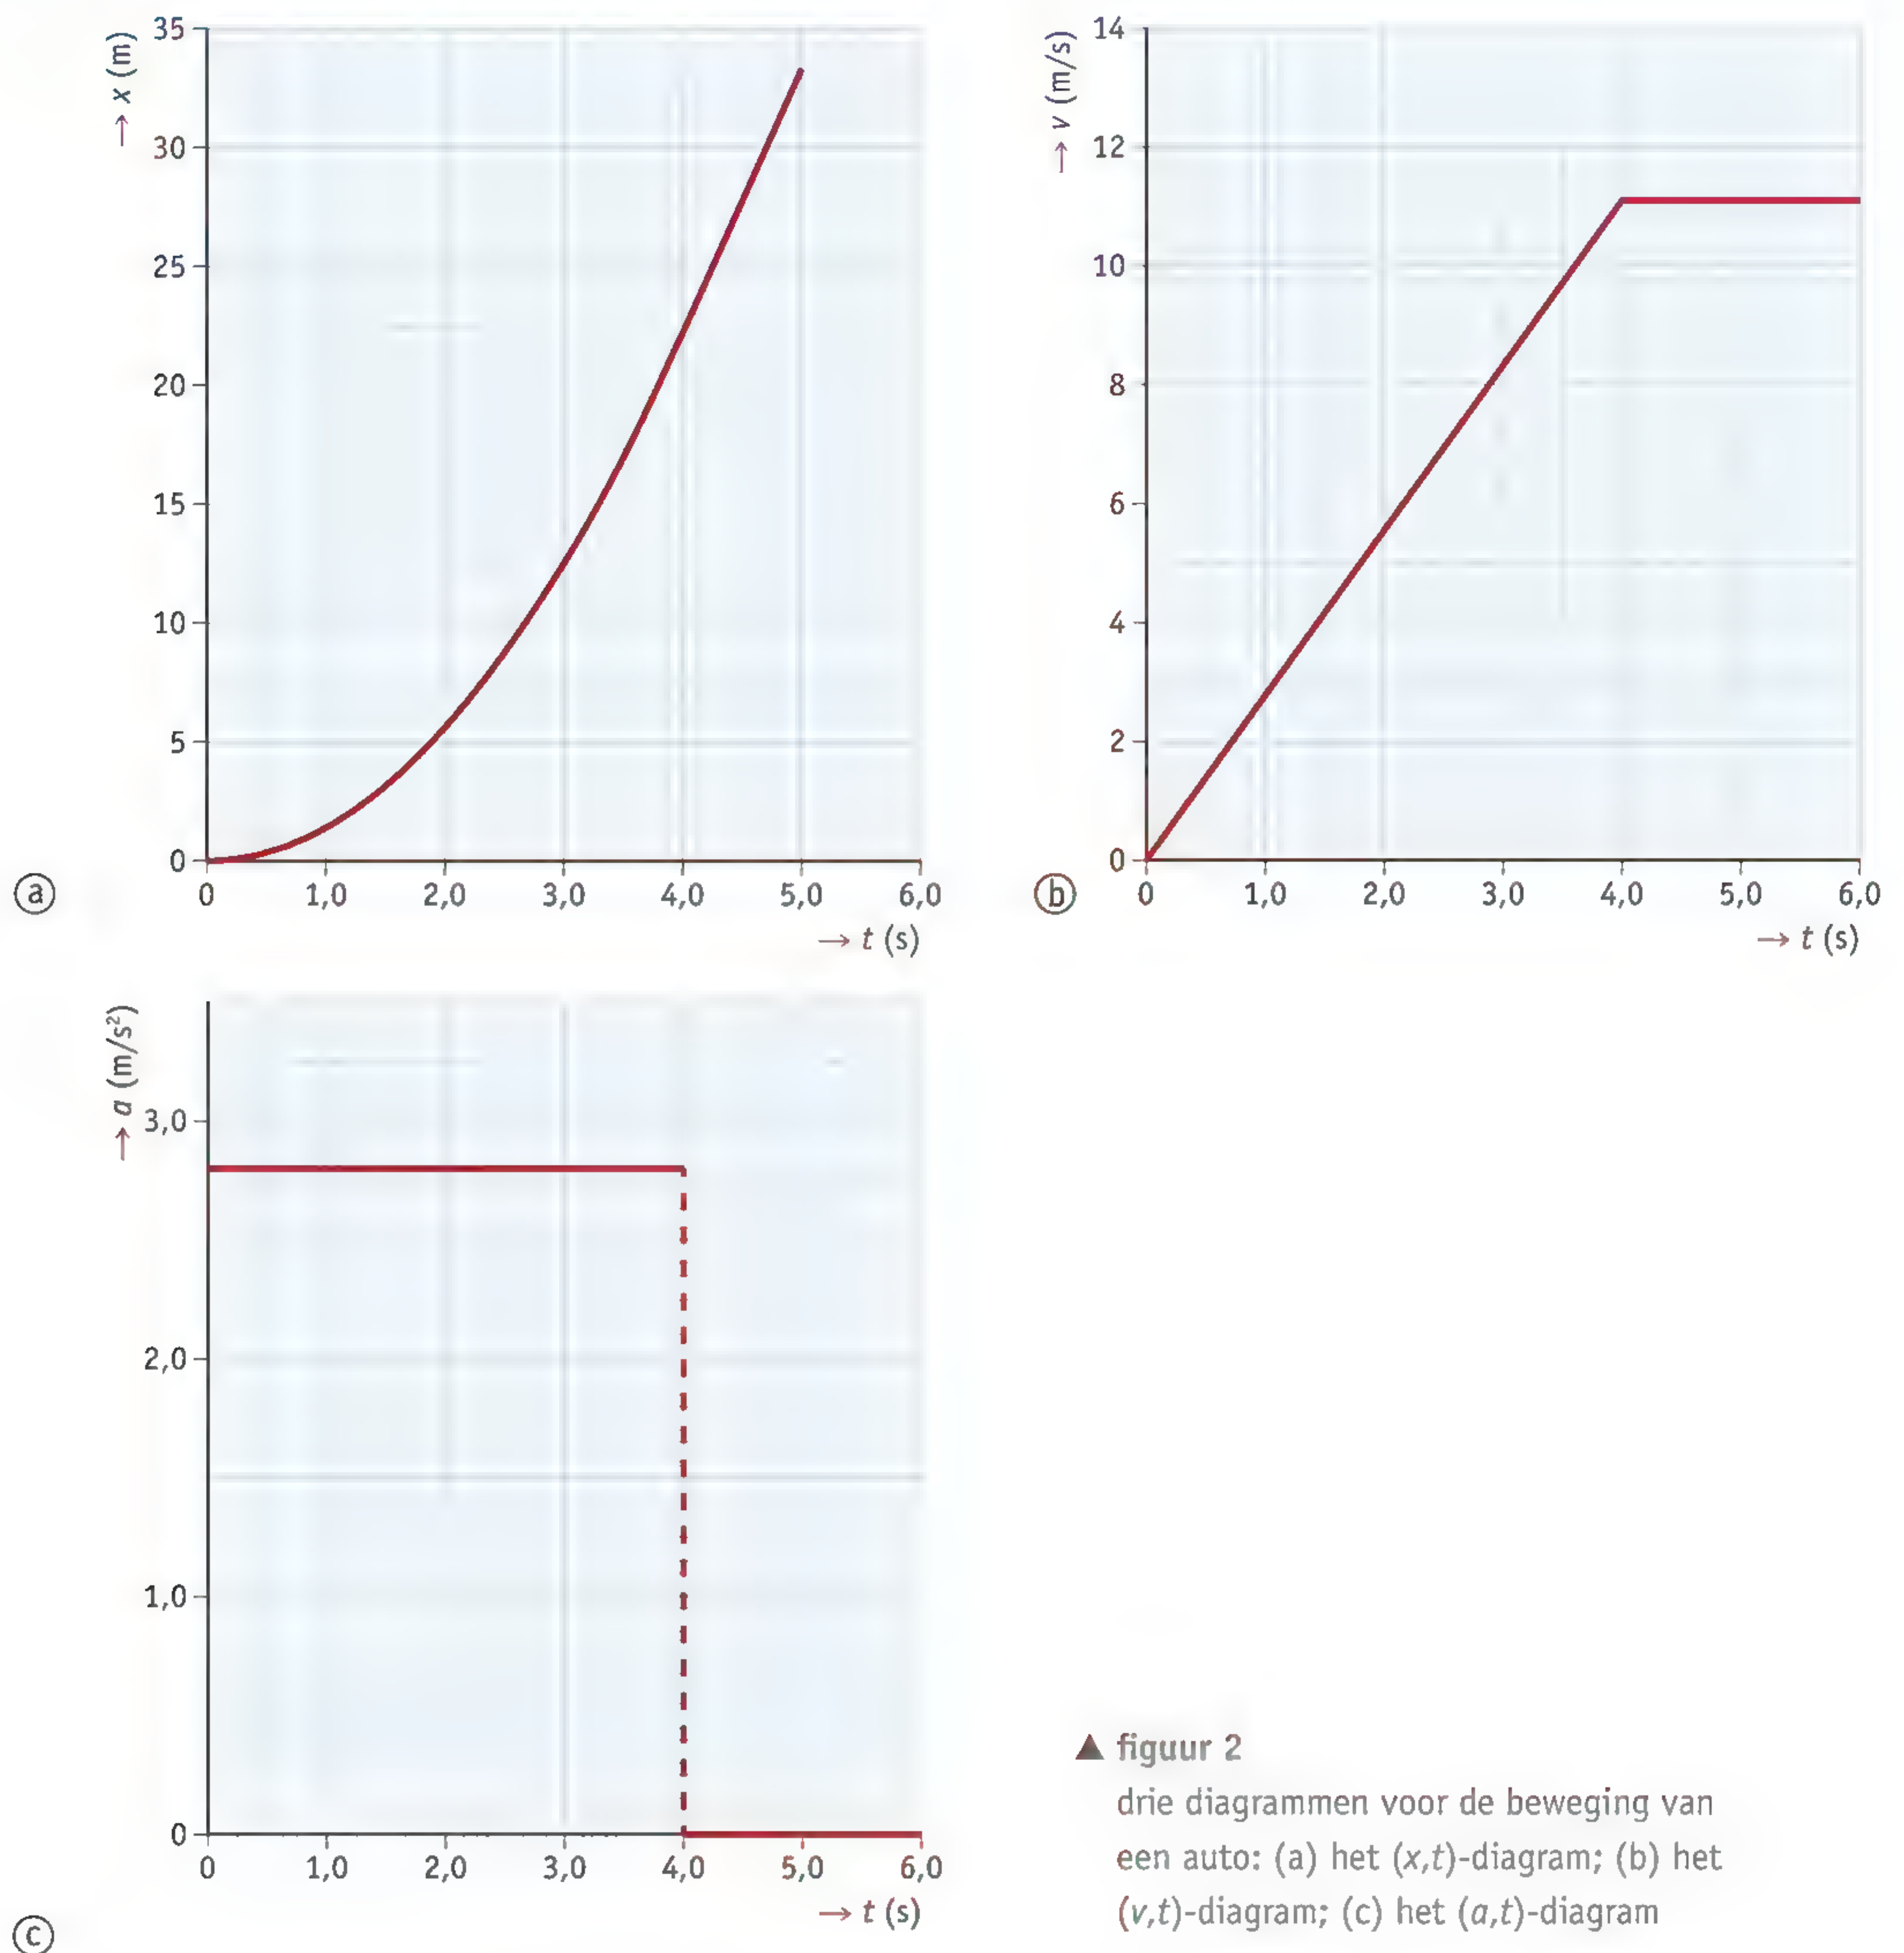 → x (m)
35
30
25
20
15
10
5
0
0 1,0 2,0 3,0 4,0 5,0 6,0
→ t (s)
a
→ v (m/s)
14
12
10
8
6
4
2
0
0 1,0 2,0 3,0 4,0 5,0 6,0
→ t (s)
b
→ a (m/s²)
3,0
2,0
1,0
0
0 1,0 2,0 3,0 4,0 5,0 6,0
→ t (s)
c
▲ figuur 2
drie diagrammen voor de beweging van
een auto: (a) het (x,t)-diagram; (b) het
(v,t)-diagram; (c) het (a,t)-diagram